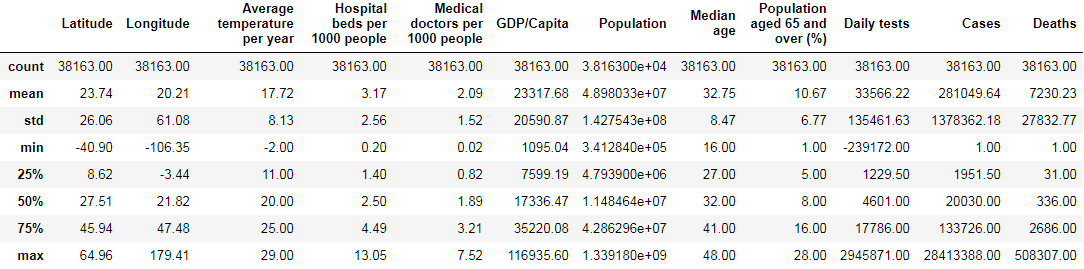 Latitude Longitude Average temperature per year Hospital beds per 1000 people Medical doctors per 1000 people GDP/Capita Population Median age Population aged 65 and over (%) Daily tests Cases Deaths
count 38163.00 38163.00 38163.00 38163.00 38163.00 38163.00 3.816300e+04 38163.00 38163.00 38163.00 38163.00 38163.00
mean 23.74 20.21 17.72 3.17 2.09 23317.68 4.898033e+07 32.75 10.67 33566.22 281049.64 7230.23
std 26.06 61.08 8.13 2.56 1.52 20590.87 1.427543e+08 8.47 6.77 135461.63 1378362.18 27832.77
min -40.90 -106.35 -2.00 0.20 0.02 1095.04 3.412840e+05 16.00 1.00 -239172.00 1.00 1.00
25% 8.62 -3.44 11.00 1.40 0.82 7599.19 4.793900e+06 27.00 5.00 1229.50 1951.50 31.00
50% 27.51 21.82 20.00 2.50 1.89 17336.47 1.148464e+07 32.00 8.00 4601.00 20030.00 336.00
75% 45.94 47.48 25.00 4.49 3.21 35220.08 4.286296e+07 41.00 16.00 17786.00 133726.00 2686.00
max 64.96 179.41 29.00 13.05 7.52 116935.60 1.339180e+09 48.00 28.00 2945871.00 28413388.00 508307.00